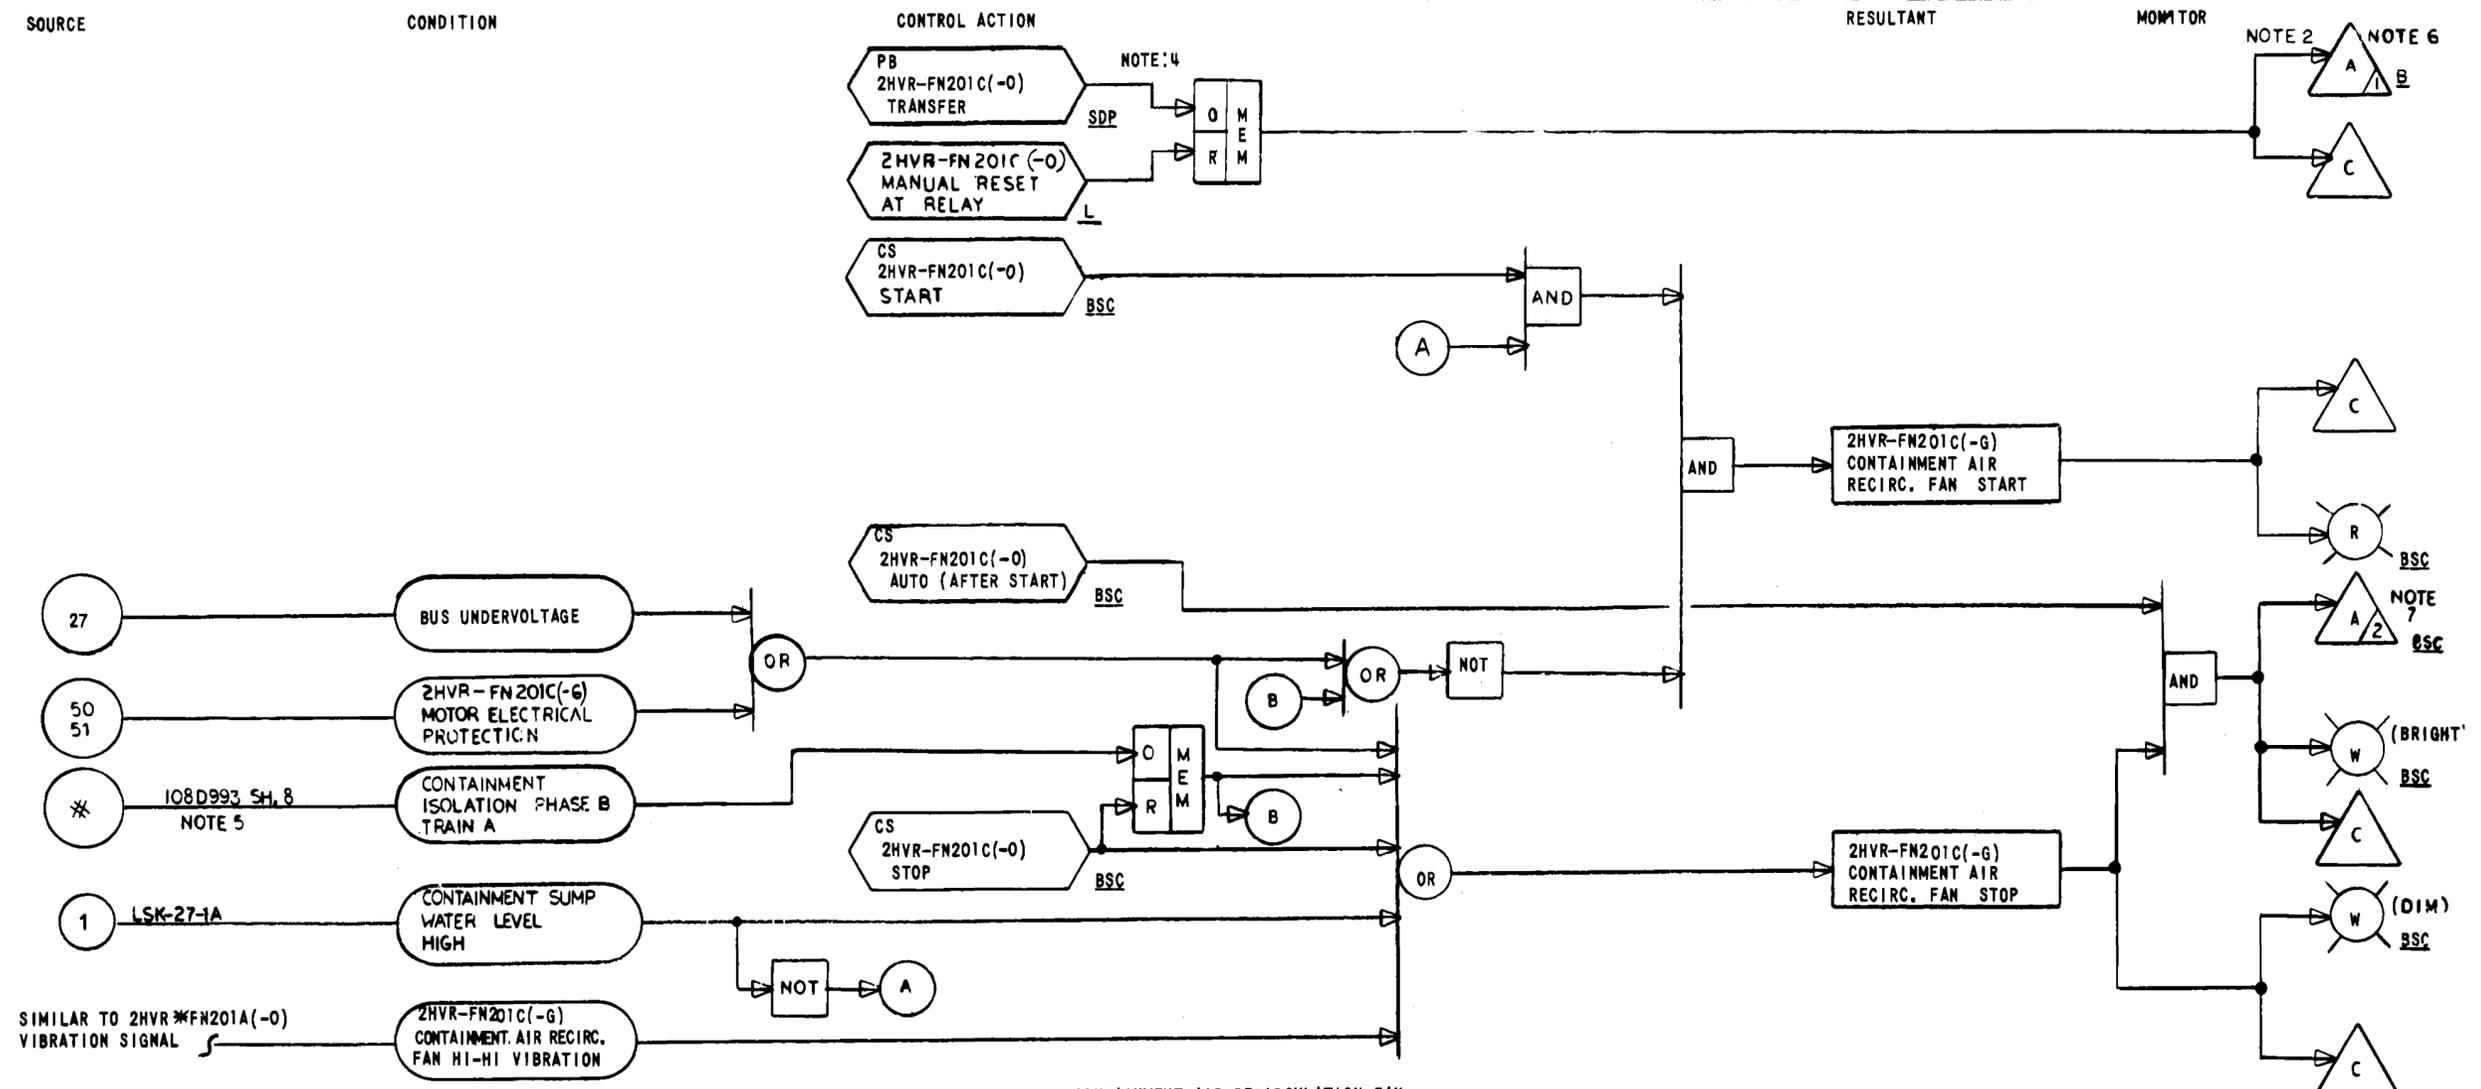 SOURCE
CONDITION
CONTROL ACTION
RESULTANT
MONITOR
PB
2HVR-FN201C(-O)
TRANSFER
SDP
NOTE:4
O
R
MEM
NOTE 2
A
1
NOTE 6
B
C
2HVR-FN201C (-O)
MANUAL RESET
AT RELAY
L
CS
2HVR-FN201C(-O)
START
BSC
AND
A
AND
2HVR-FN201C(-G)
CONTAINMENT AIR
RECIRC. FAN START
C
R
BSC
CS
2HVR-FN201C(-O)
AUTO (AFTER START)
BSC
27
BUS UNDERVOLTAGE
50
51
2HVR-FN201C(-G)
MOTOR ELECTRICAL
PROTECTION
OR
B
OR
NOT
AND
A
2
NOTE
7
BSC
W
(BRIGHT
BSC
C
*
108D993 SH. 8
NOTE 5
CONTAINMENT
ISOLATION PHASE B
TRAIN A
O
R
MEM
B
CS
2HVR-FN201C(-O)
STOP
BSC
OR
2HVR-FN201C(-G)
CONTAINMENT AIR
RECIRC. FAN STOP
W
(DIM)
BSC
C
1
LSK-27-1A
CONTAINMENT SUMP
WATER LEVEL
HIGH
NOT
A
SIMILAR TO 2HVR*FN201A(-O)
VIBRATION SIGNAL
2HVR-FN201C(-G)
CONTAINMENT AIR RECIRC.
FAN HI-HI VIBRATION